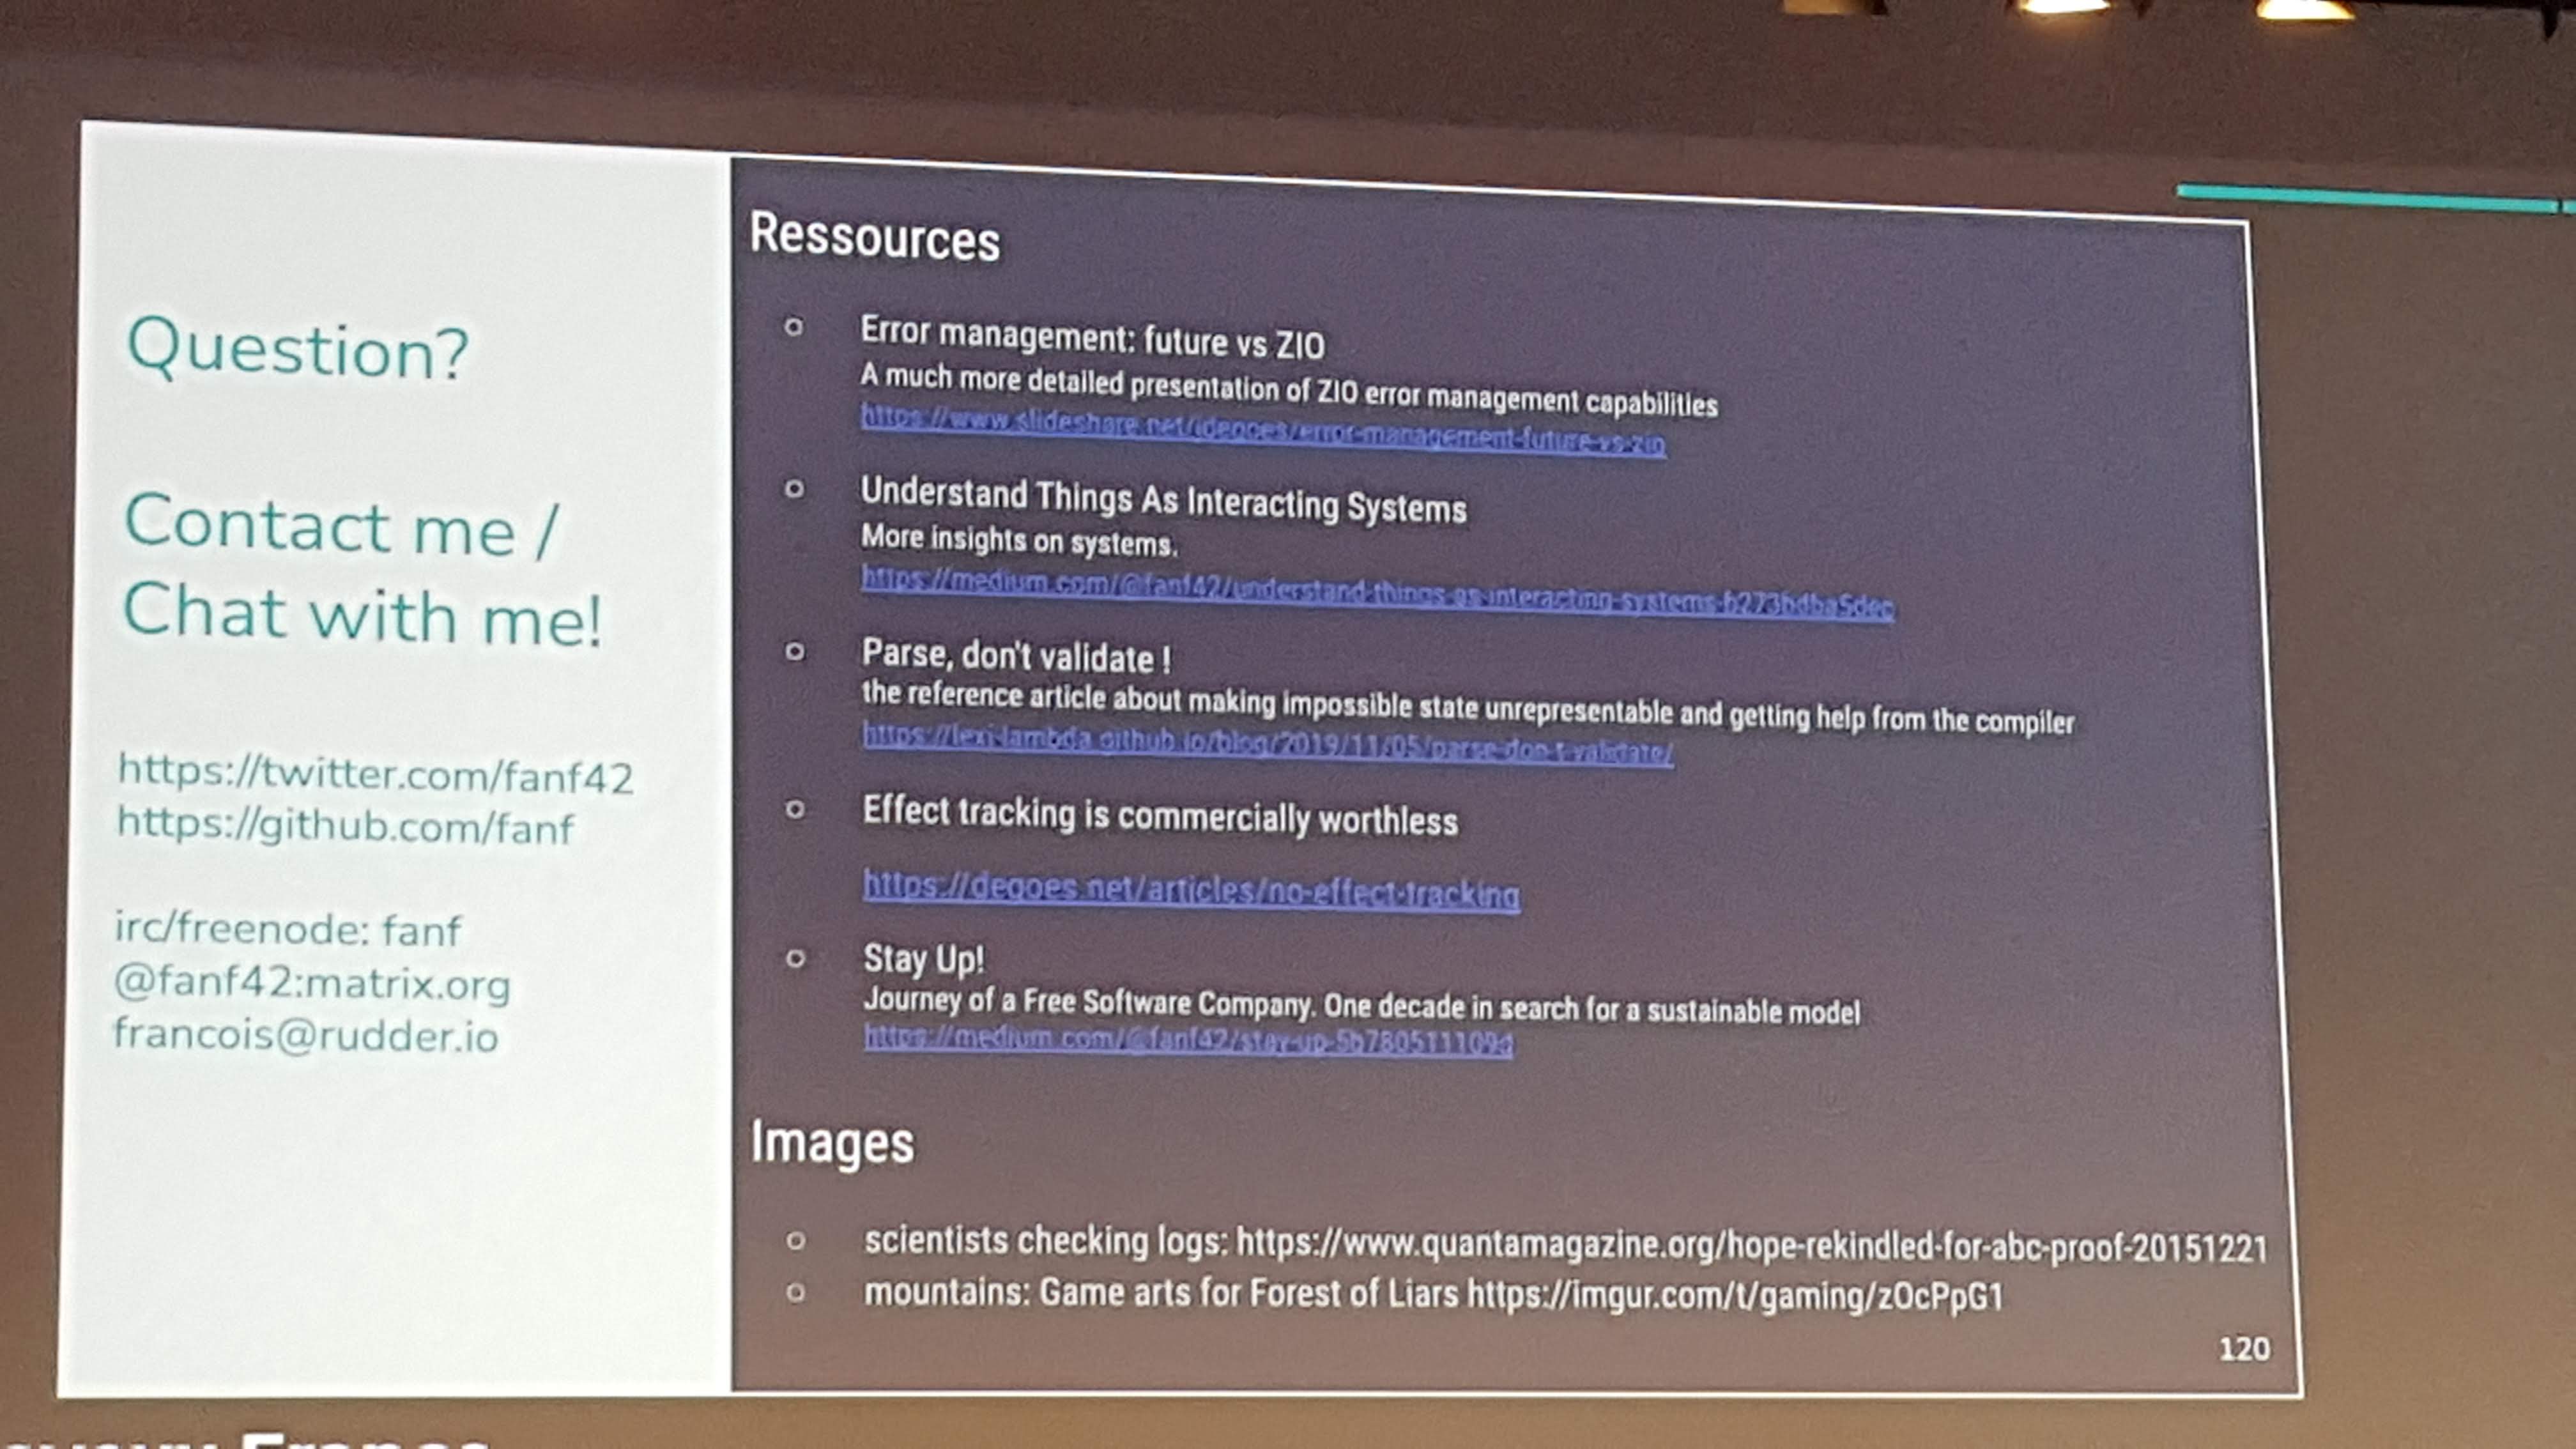 Question?
Contact me /
Chat with me!
https://twitter.com/fanf42
https://github.com/fanf
irc/freenode: fanf
@fanf42:matrix.org
francois@rudder.io
Ressources
Error management: future vs ZIO
A much more detailed presentation of ZIO error management capabilities
https://www.slideshare.net/jdegoes/error-management-future-vs-zio
Understand Things As Interacting Systems
More insights on systems.
https://medium.com/@fanf42/understand-things-as-interacting-systems-b273bdba5dec
Parse, don't validate !
the reference article about making impossible state unrepresentable and getting help from the compiler
https://lexi-lambda.github.io/blog/2019/11/05/parse-don-t-validate/
Effect tracking is commercially worthless
https://degoes.net/articles/no-effect-tracking
Stay Up!
Journey of a Free Software Company. One decade in search for a sustainable model
https://medium.com/@fanf42/stay-up-5b780511109d
Images
scientists checking logs: https://www.quantamagazine.org/hope-rekindled-for-abc-proof-20151221
mountains: Game arts for Forest of Liars https://imgur.com/t/gaming/zOcPpG1
120